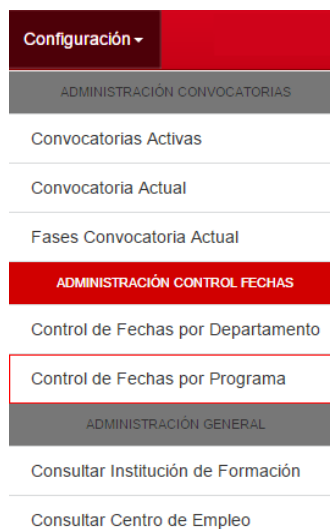 Configuración
ADMINISTRACIÓN CONVOCATORIAS
Convocatorias Activas
Convocatoria Actual
Fases Convocatoria Actual
ADMINISTRACIÓN CONTROL FECHAS
Control de Fechas por Departamento
Control de Fechas por Programa
ADMINISTRACIÓN GENERAL
Consultar Institución de Formación
Consultar Centro de Empleo